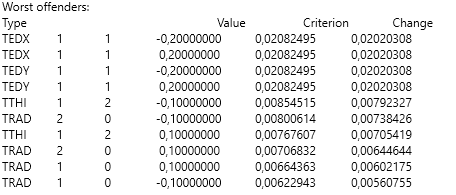 Worst offenders:
Type Value Criterion Change
TEDX 1 1 -0,20000000 0,02082495 0,02020308
TEDX 1 1 0,20000000 0,02082495 0,02020308
TEDY 1 1 -0,20000000 0,02082495 0,02020308
TEDY 1 1 0,20000000 0,02082495 0,02020308
TTHI 1 2 -0,10000000 0,00854515 0,00792327
TRAD 2 0 -0,10000000 0,00800614 0,00738426
TTHI 1 2 0,10000000 0,00767607 0,00705419
TRAD 2 0 0,10000000 0,00706832 0,00644644
TRAD 1 0 0,10000000 0,00664363 0,00602175
TRAD 1 0 -0,10000000 0,00622943 0,00560755